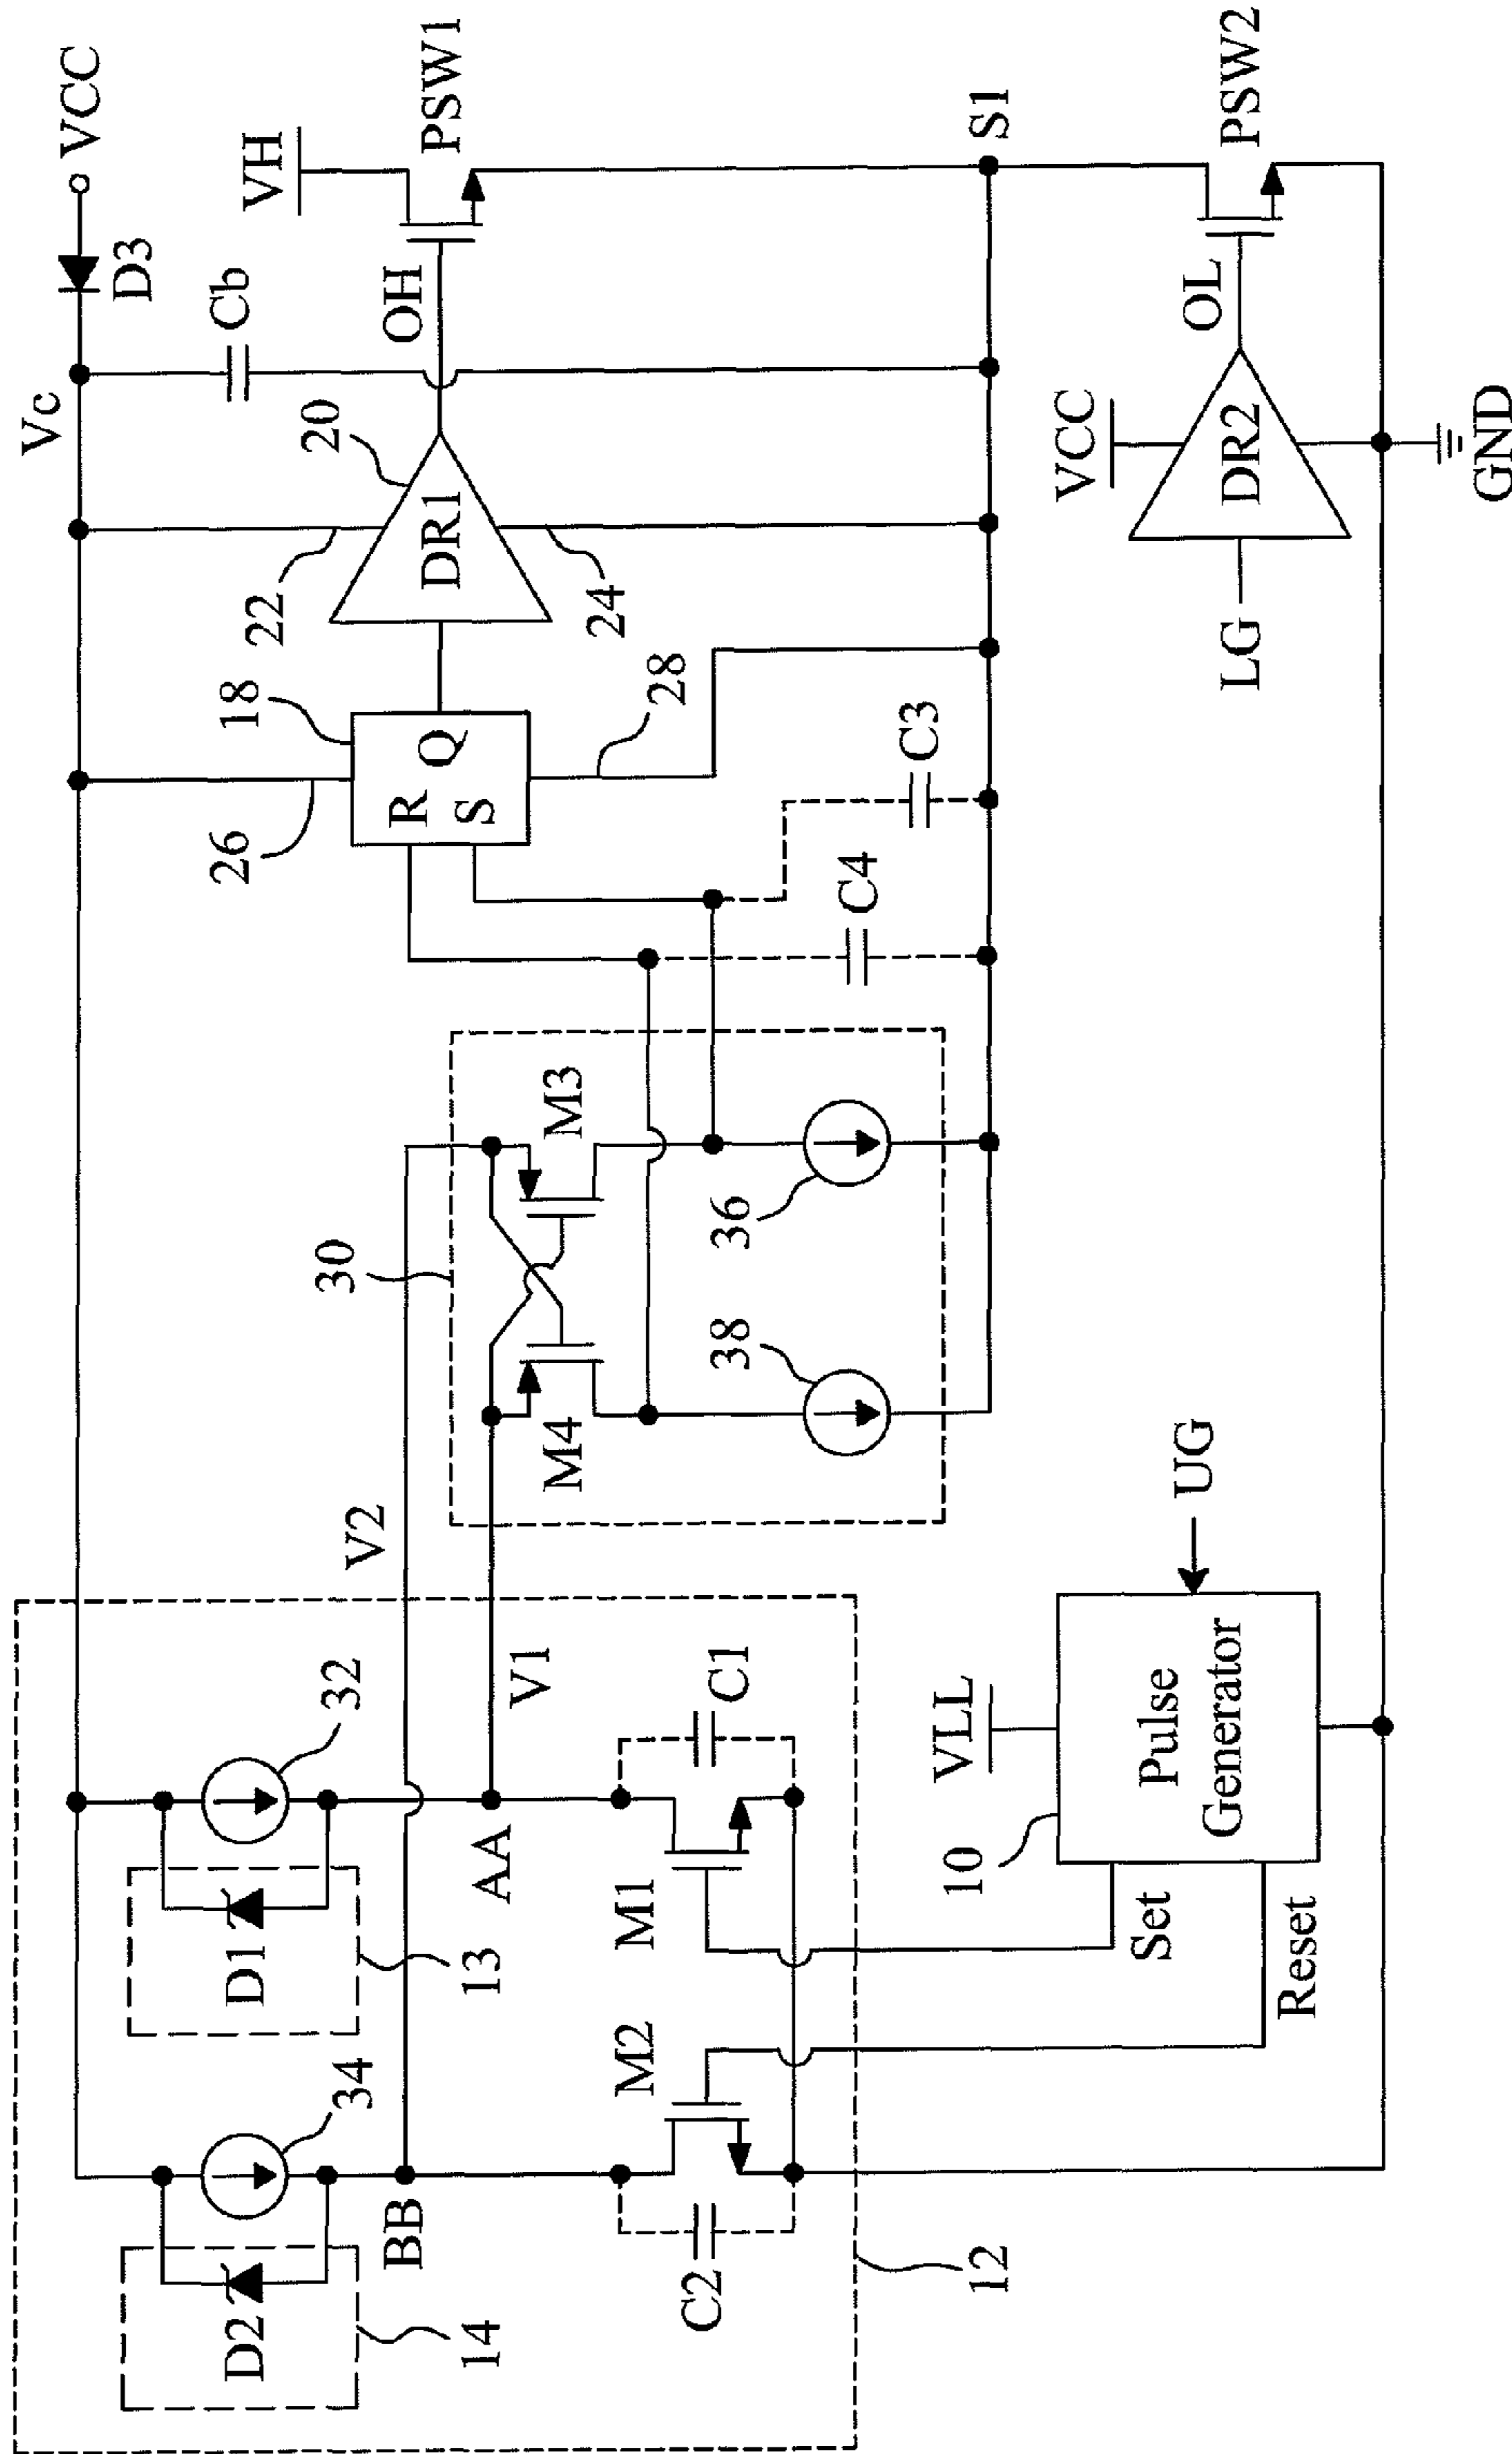 VCC
D3
Vc
Cb
VH
PSW1
OH
20
DR1
22
24
18
R
Q
S
26
28
C3
C4
S1
PSW2
OL
VCC
DR2
LG
GND
30
M3
M4
36
38
V2
V1
32
D1
13
AA
M1
C1
34
D2
14
BB
M2
C2
12
VLL
UG
Pulse
Generator
10
Set
Reset